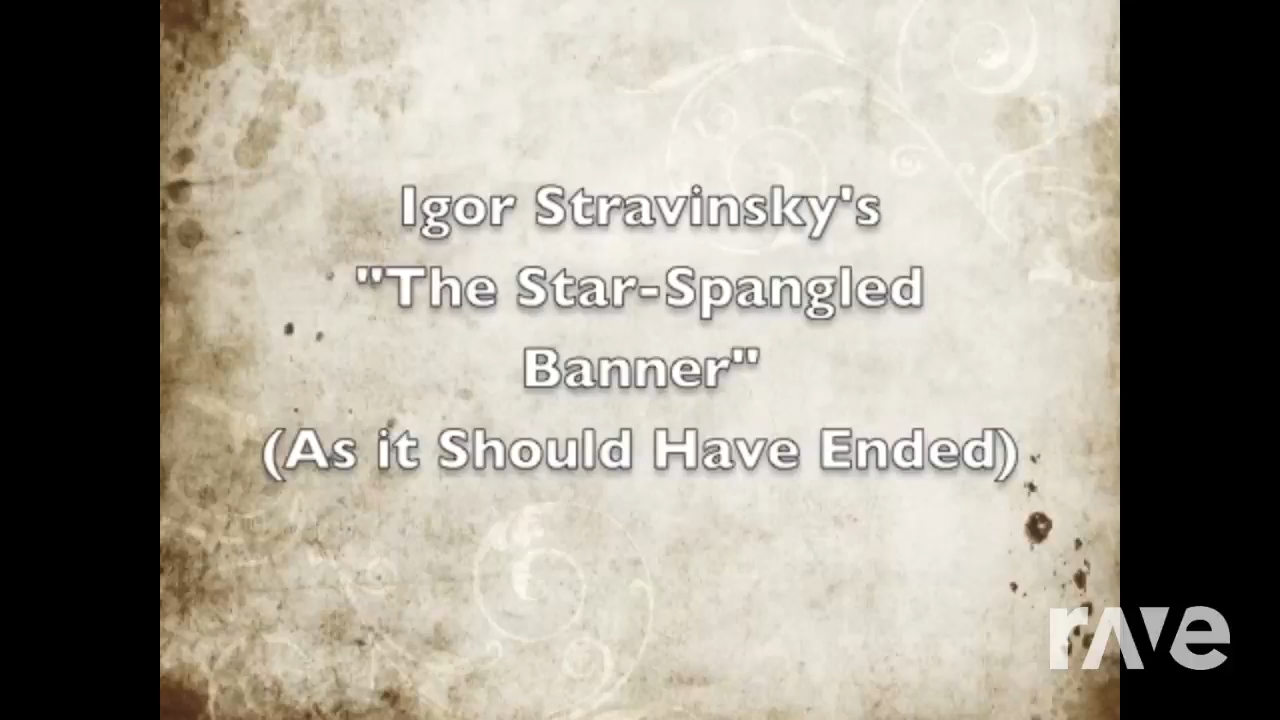 Igor Stravinsky's
"The Star-Spangled
Banner"
(As it Should Have Ended)
rave